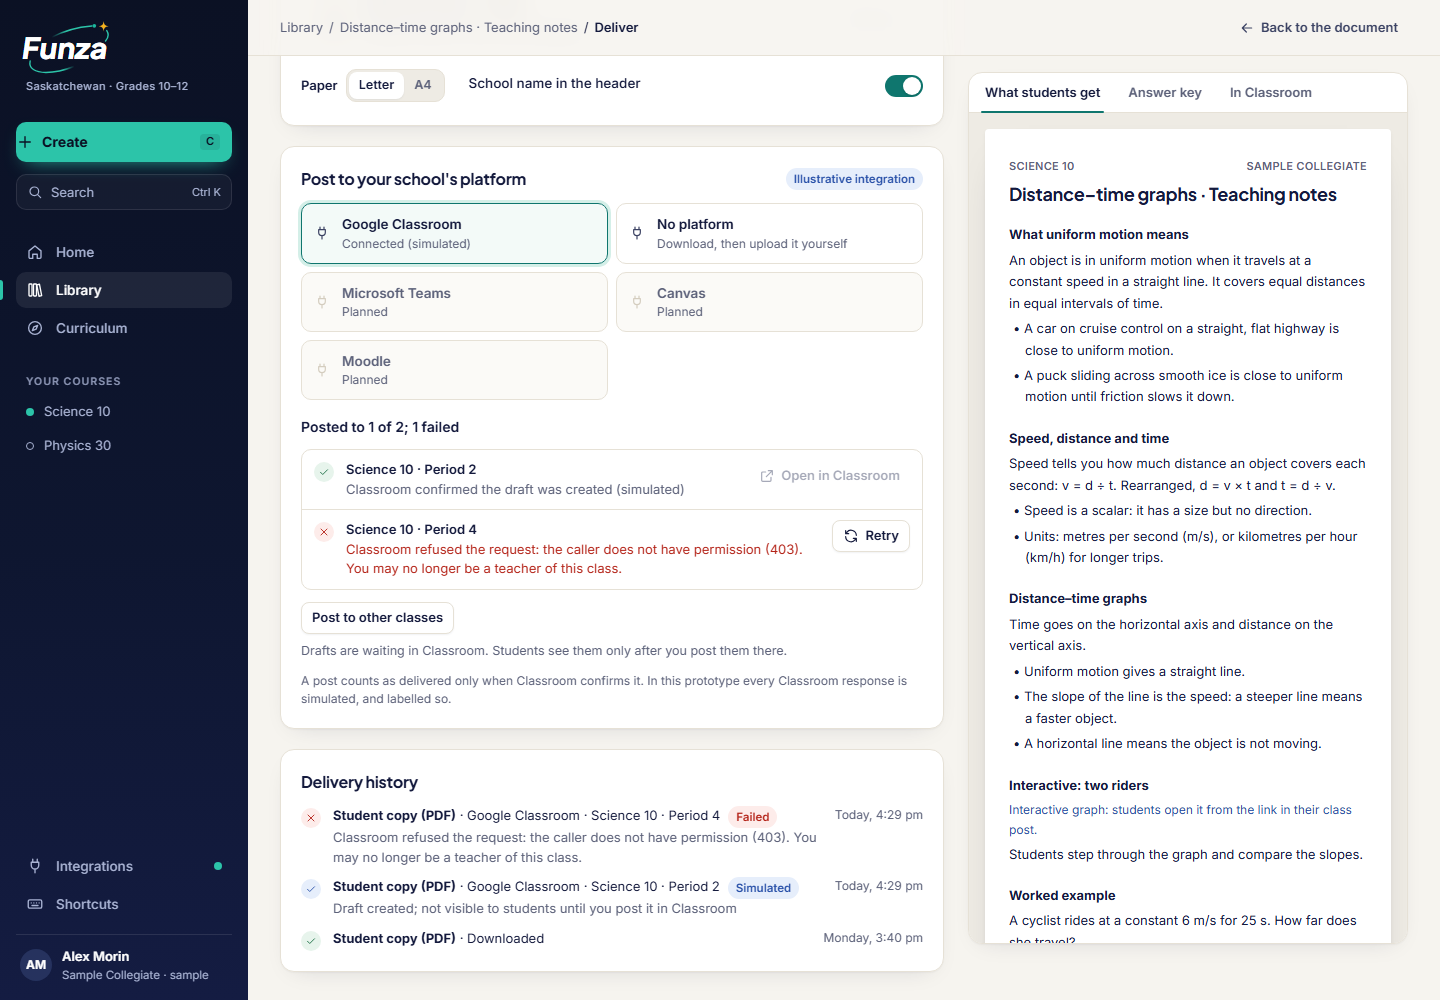 Funza
Saskatchewan · Grades 10–12
Create
C
Search
Ctrl K
Home
Library
Curriculum
YOUR COURSES
Science 10
Physics 30
Integrations
Shortcuts
AM
Alex Morin
Sample Collegiate · sample
Library / Distance–time graphs · Teaching notes / Deliver
Back to the document
Paper
Letter
A4
School name in the header
Post to your school's platform
Illustrative integration
Google Classroom
Connected (simulated)
No platform
Download, then upload it yourself
Microsoft Teams
Planned
Canvas
Planned
Moodle
Planned
Posted to 1 of 2; 1 failed
Science 10 · Period 2
Classroom confirmed the draft was created (simulated)
Open in Classroom
Science 10 · Period 4
Classroom refused the request: the caller does not have permission (403).
You may no longer be a teacher of this class.
Retry
Post to other classes
Drafts are waiting in Classroom. Students see them only after you post them there.
A post counts as delivered only when Classroom confirms it. In this prototype every Classroom response is
simulated, and labelled so.
Delivery history
Student copy (PDF) · Google Classroom · Science 10 · Period 4
Failed
Today, 4:29 pm
Classroom refused the request: the caller does not have permission (403). You
may no longer be a teacher of this class.
Student copy (PDF) · Google Classroom · Science 10 · Period 2
Simulated
Today, 4:29 pm
Draft created; not visible to students until you post it in Classroom
Student copy (PDF) · Downloaded
Monday, 3:40 pm
What students get
Answer key
In Classroom
SCIENCE 10
SAMPLE COLLEGIATE
Distance–time graphs · Teaching notes
What uniform motion means
An object is in uniform motion when it travels at a
constant speed in a straight line. It covers equal distances
in equal intervals of time.
• A car on cruise control on a straight, flat highway is
close to uniform motion.
• A puck sliding across smooth ice is close to uniform
motion until friction slows it down.
Speed, distance and time
Speed tells you how much distance an object covers each
second: v = d ÷ t. Rearranged, d = v × t and t = d ÷ v.
• Speed is a scalar: it has a size but no direction.
• Units: metres per second (m/s), or kilometres per hour
(km/h) for longer trips.
Distance–time graphs
Time goes on the horizontal axis and distance on the
vertical axis.
• Uniform motion gives a straight line.
• The slope of the line is the speed: a steeper line means
a faster object.
• A horizontal line means the object is not moving.
Interactive: two riders
Interactive graph: students open it from the link in their class
post.
Students step through the graph and compare the slopes.
Worked example
A cyclist rides at a constant 6 m/s for 25 s. How far does
she travel?